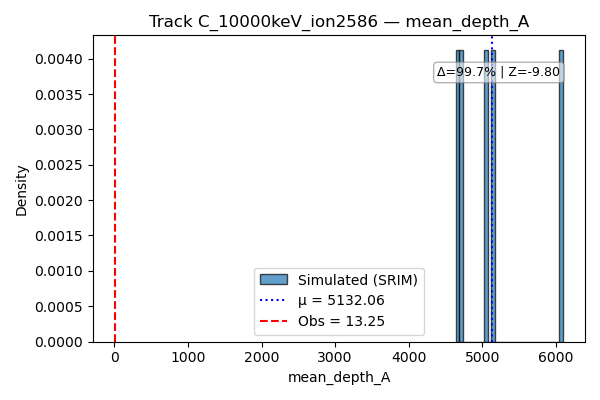 Track C_10000keV_ion2586 — mean_depth_A
Density
0.0040
0.0035
0.0030
0.0025
0.0020
0.0015
0.0010
0.0005
0.0000
Δ=99.7% | Z=-9.80
Simulated (SRIM)
μ = 5132.06
Obs = 13.25
0 1000 2000 3000 4000 5000 6000
mean_depth_A